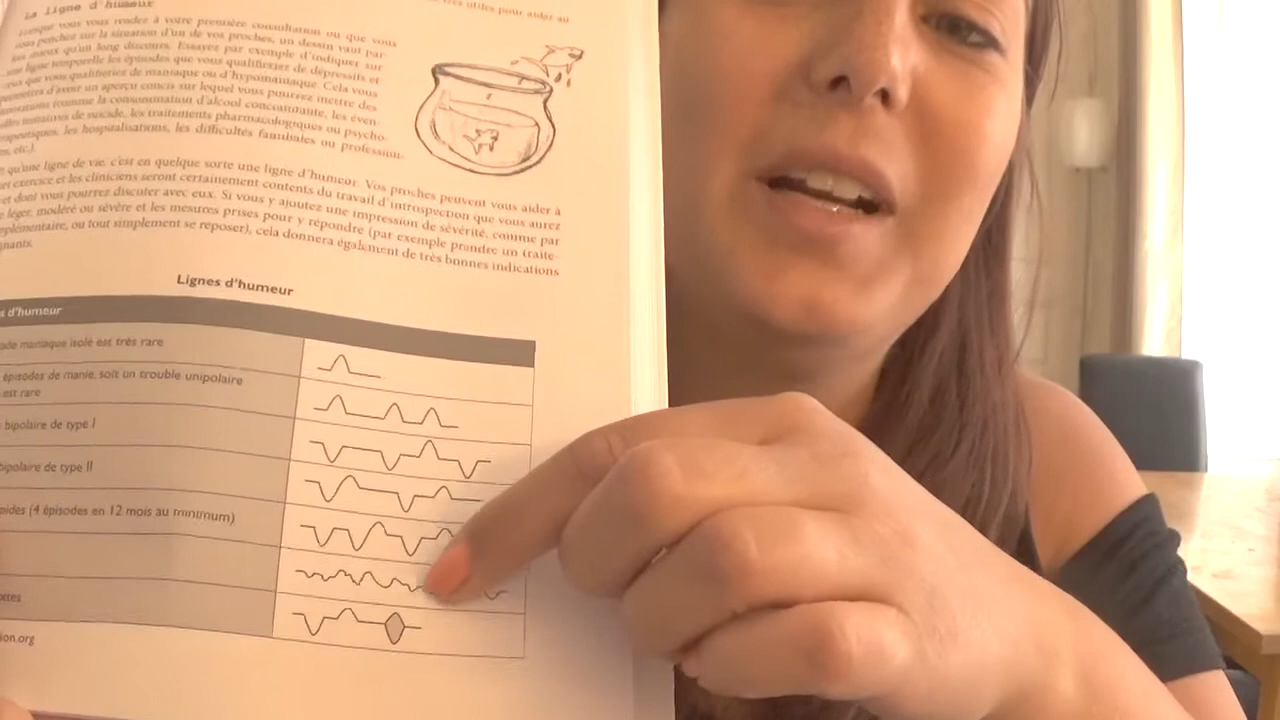 très utiles pour aider au
La ligne d'humeur
Lorsque vous vous rendez à votre première consultation ou que vous
vous penchez sur la situation d'un de vos proches, un dessin vaut par-
fois mieux qu'un long discours. Essayez par exemple d'indiquer sur
une ligne temporelle les épisodes que vous qualifieriez de dépressifs et
ceux que vous qualifieriez de maniaque ou d'hypomaniaque. Cela vous
permettra d'avoir un aperçu concis sur lequel vous pourrez mettre des
annotations (comme la consommation d'alcool concomitante, les éven-
tuelles tentatives de suicide, les traitements pharmacologiques ou psycho-
thérapeutiques, les hospitalisations, les difficultés familiales ou profession-
es, etc.).
qu'une ligne de vie, c'est en quelque sorte une ligne d'humeur. Vos proches peuvent vous aider à
cet exercice et les cliniciens seront certainement contents du travail d'introspection que vous aurez
et dont vous pourrez discuter avec eux. Si vous y ajoutez une impression de sévérité, comme par
léger, modéré ou sévère et les mesures prises pour y répondre (par exemple prendre un traite-
plémentaire, ou tout simplement se reposer), cela donnera également de très bonnes indications
gnants.
Lignes d'humeur
s d'humeur
ode maniaque isolé est très rare
épisodes de manie, soit un trouble unipolaire
est rare
bipolaire de type I
bipolaire de type II
pides (4 épisodes en 12 mois au minimum)
xtes
ion.org